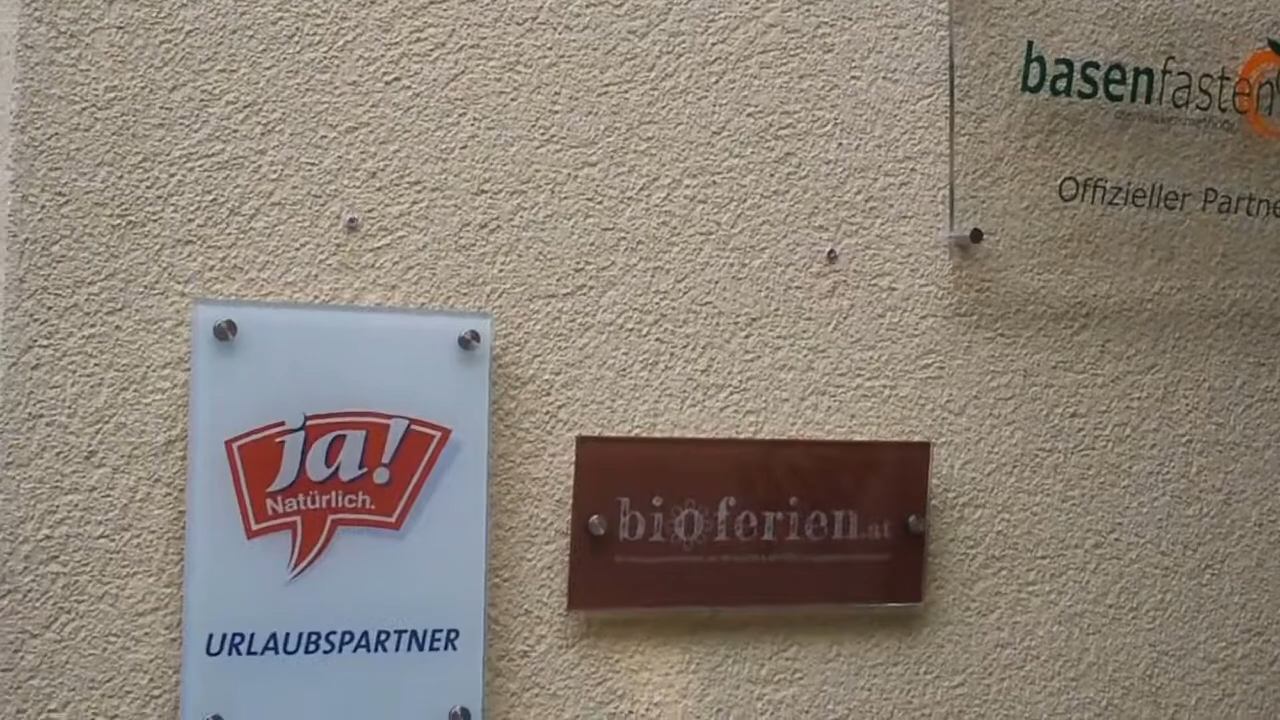 basenfasten
Offizieller Partne
ja!
Natürlich.
URLAUBSPARTNER
bioferien.at